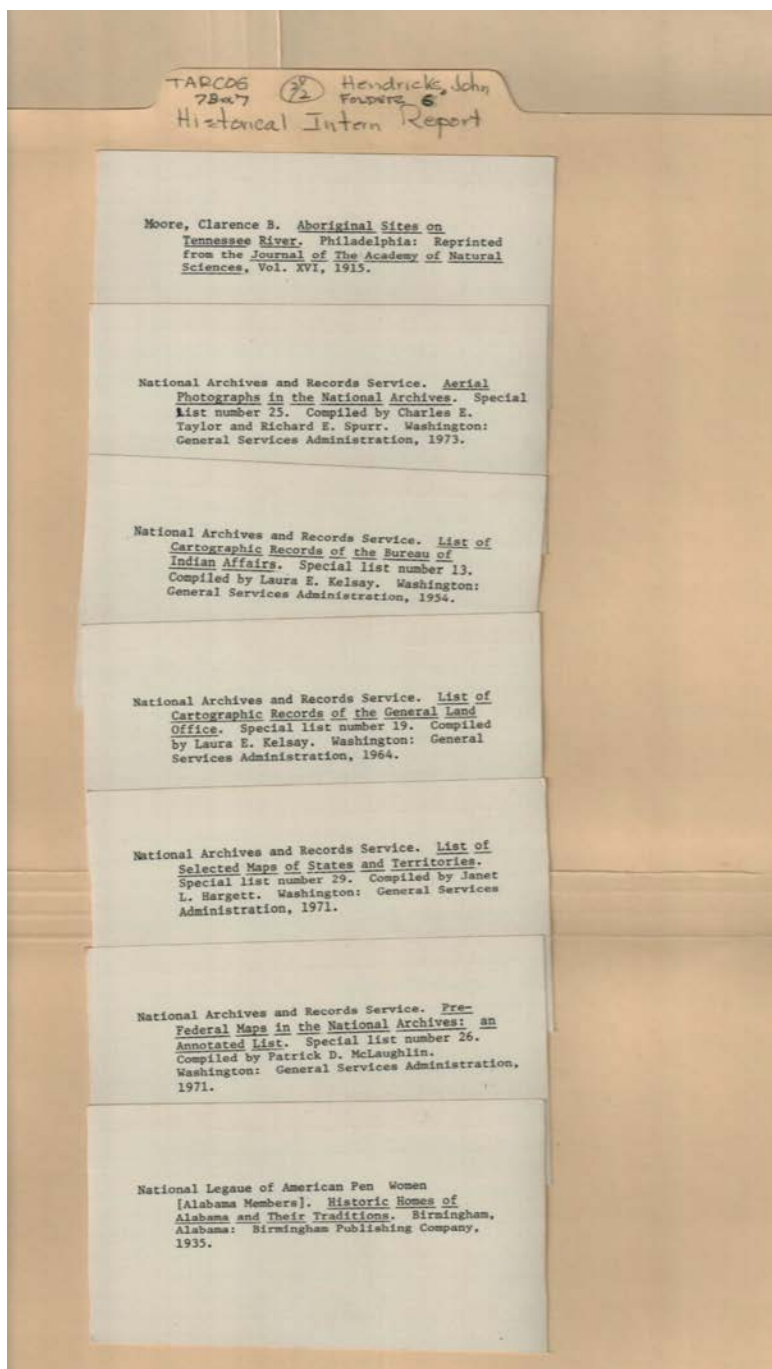 TARCOG Hendricks, John
FOLDER 6
Historical Intern Report
Moore, Clarence B. Aboriginal Sites on
Tennessee River. Philadelphia: Reprinted
from the Journal of The Academy of Natural
Sciences, Vol. XVI, 1915.
National Archives and Records Service. Aerial
Photographs in the National Archives. Special
List number 25. Compiled by Charles E.
Taylor and Richard E. Spurr. Washington:
General Services Administration, 1973.
National Archives and Records Service. List of
Cartographic Records of the Bureau of
Indian Affairs. Special list number 13.
Compiled by Laura E. Kelsay. Washington:
General Services Administration, 1954.
National Archives and Records Service. List of
Cartographic Records of the General Land
Office. Special list number 19. Compiled
by Laura E. Kelsay. Washington: General
Services Administration, 1964.
National Archives and Records Service. List of
Selected Maps of States and Territories.
Special list number 29. Compiled by Janet
L. Hargett. Washington: General Services
Administration, 1971.
National Archives and Records Service. Pre-
Federal Maps in the National Archives: an
Annotated List. Special list number 26.
Compiled by Patrick D. McLaughlin.
Washington: General Services Administration,
1971.
National Legaue of American Pen Women
[Alabama Members]. Historic Homes of
Alabama and Their Traditions. Birmingham,
Alabama: Birmingham Publishing Company,
1935.